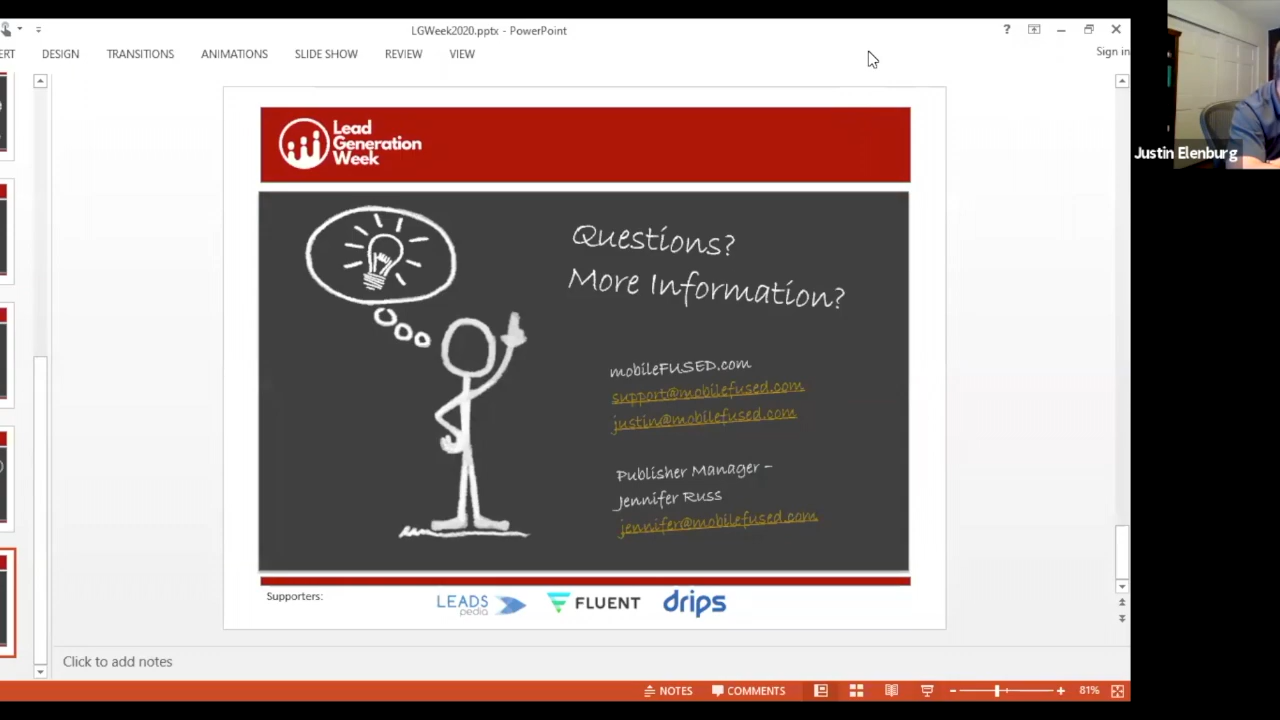 LGWeek2020.pptx - PowerPoint
?
DESIGN TRANSITIONS ANIMATIONS SLIDE SHOW REVIEW VIEW
Sign in
Justin Elenburg
Lead
Generation
Week
Questions?
More Information?
mobileFUSED.com
support@mobilefused.com
justin@mobilefused.com
Publisher Manager –
Jennifer Russ
jennifer@mobilefused.com
Supporters:
LEADS
pedia
FLUENT
drips
Click to add notes
NOTES COMMENTS 81%